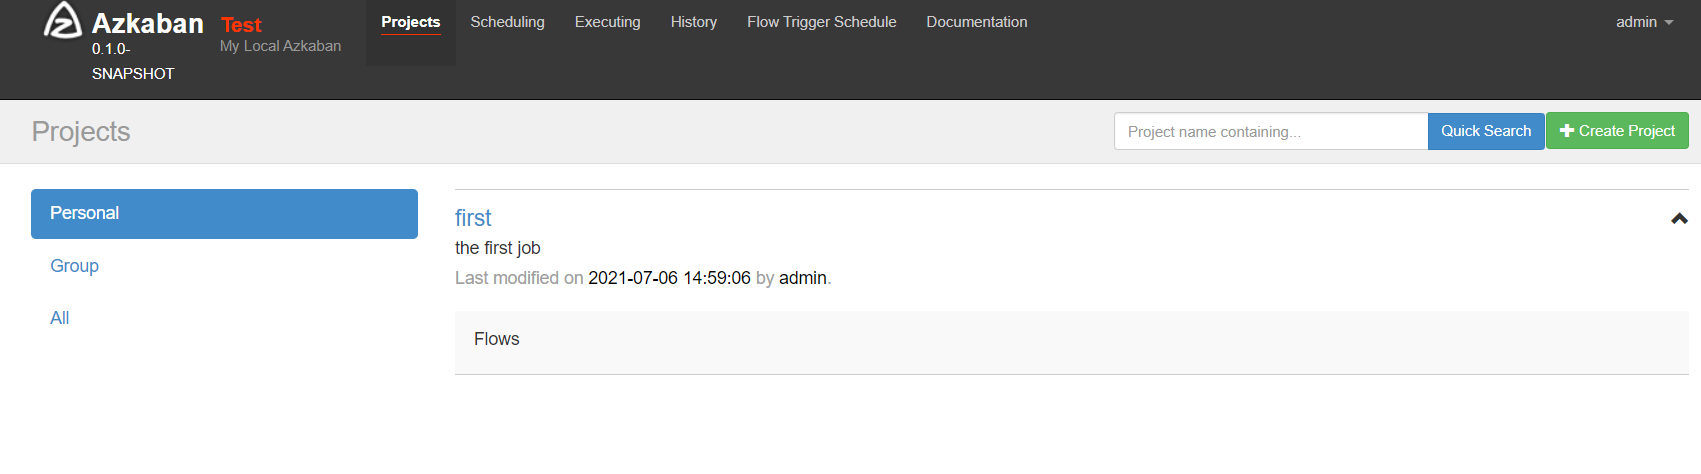 Azkaban
0.1.0-
SNAPSHOT
Test
My Local Azkaban
Projects Scheduling Executing History Flow Trigger Schedule Documentation admin
Projects
Project name containing... Quick Search Create Project
Personal
Group
All
first
the first job
Last modified on 2021-07-06 14:59:06 by admin.
Flows